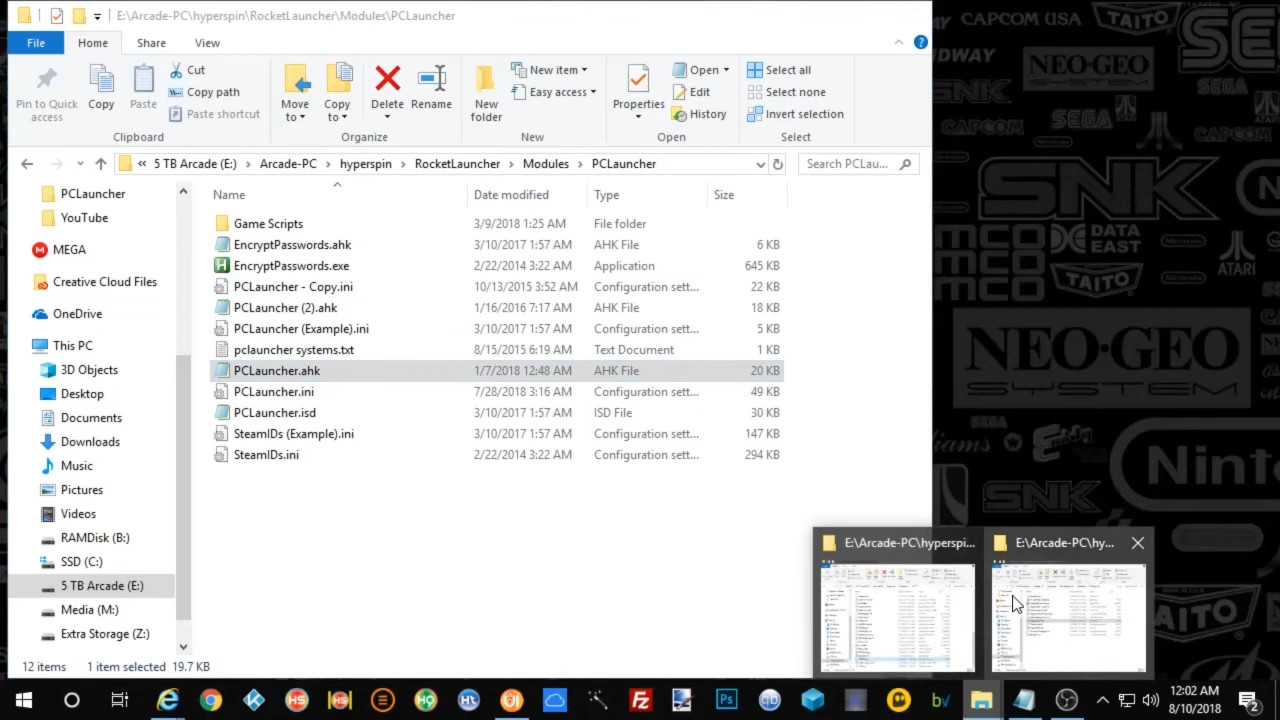 E:\Arcade-PC\hyperspin\RocketLauncher\Modules\PCLauncher
File Home Share View
Pin to Quick access
Copy
Paste
Cut
Copy path
Paste shortcut
Clipboard
Move to
Copy to
Delete
Rename
Organize
New folder
New item
Easy access
New
Properties
Open
Edit
History
Open
Select all
Select none
Invert selection
Select
« 5 TB Arcade (E:) › Arcade-PC › hyperspin › RocketLauncher › Modules › PCLauncher
Search PCLau...
PCLauncher
YouTube
MEGA
Creative Cloud Files
OneDrive
This PC
3D Objects
Desktop
Documents
Downloads
Music
Pictures
Videos
RAMDisk (B:)
SSD (C:)
5 TB Arcade (E:)
Media (M:)
Extra Storage (Z:)
Name Date modified Type Size
Game Scripts 3/9/2018 1:25 AM File folder
EncryptPasswords.ahk 3/10/2017 1:57 AM AHK File 6 KB
EncryptPasswords.exe 2/22/2014 3:22 AM Application 645 KB
PCLauncher - Copy.ini 10/13/2015 3:52 AM Configuration sett... 22 KB
PCLauncher (2).ahk 1/16/2016 7:17 AM AHK File 18 KB
PCLauncher (Example).ini 3/10/2017 1:57 AM Configuration sett... 5 KB
pclauncher systems.txt 8/15/2015 6:19 AM Text Document 1 KB
PCLauncher.ahk 1/7/2018 12:48 AM AHK File 20 KB
PCLauncher.ini 7/28/2018 3:16 AM Configuration sett... 49 KB
PCLauncher.isd 3/10/2017 1:57 AM ISD File 30 KB
SteamIDs (Example).ini 3/10/2017 1:57 AM Configuration sett... 147 KB
SteamIDs.ini 2/22/2014 3:22 AM Configuration sett... 294 KB
12 items 1 item selected 19.7 KB
E:\Arcade-PC\hyperspi...
E:\Arcade-PC\hy...
CAPCOM USA
TAITO
NEO·GEO
SYSTEM
SNK
SEGA
CAPCOM
SEGA
ATARI
CAPCOM
SNK
DATA EAST
TAITO
ATARI
NEO·GEO
SYSTEM
SEGA
SNK
Nintendo
12:02 AM
8/10/2018
2